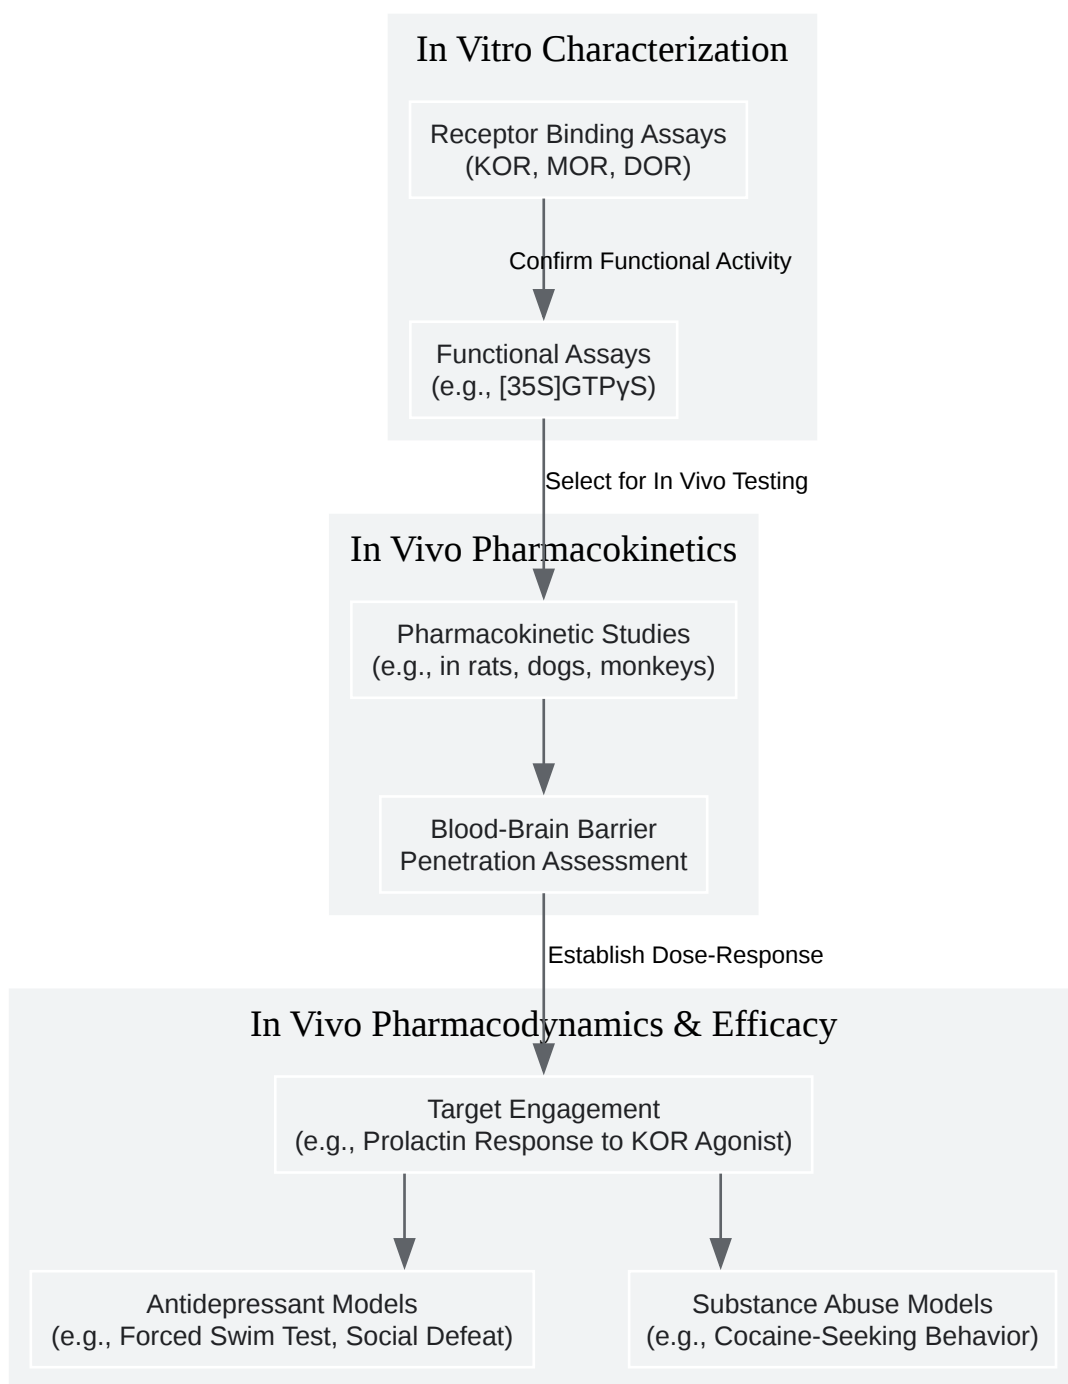 In Vitro Characterization
Receptor Binding Assays
(KOR, MOR, DOR)
Confirm Functional Activity
Functional Assays
(e.g., [35S]GTPγS)
Select for In Vivo Testing
In Vivo Pharmacokinetics
Pharmacokinetic Studies
(e.g., in rats, dogs, monkeys)
Blood-Brain Barrier
Penetration Assessment
Establish Dose-Response
In Vivo Pharmacodynamics & Efficacy
Target Engagement
(e.g., Prolactin Response to KOR Agonist)
Antidepressant Models
(e.g., Forced Swim Test, Social Defeat)
Substance Abuse Models
(e.g., Cocaine-Seeking Behavior)